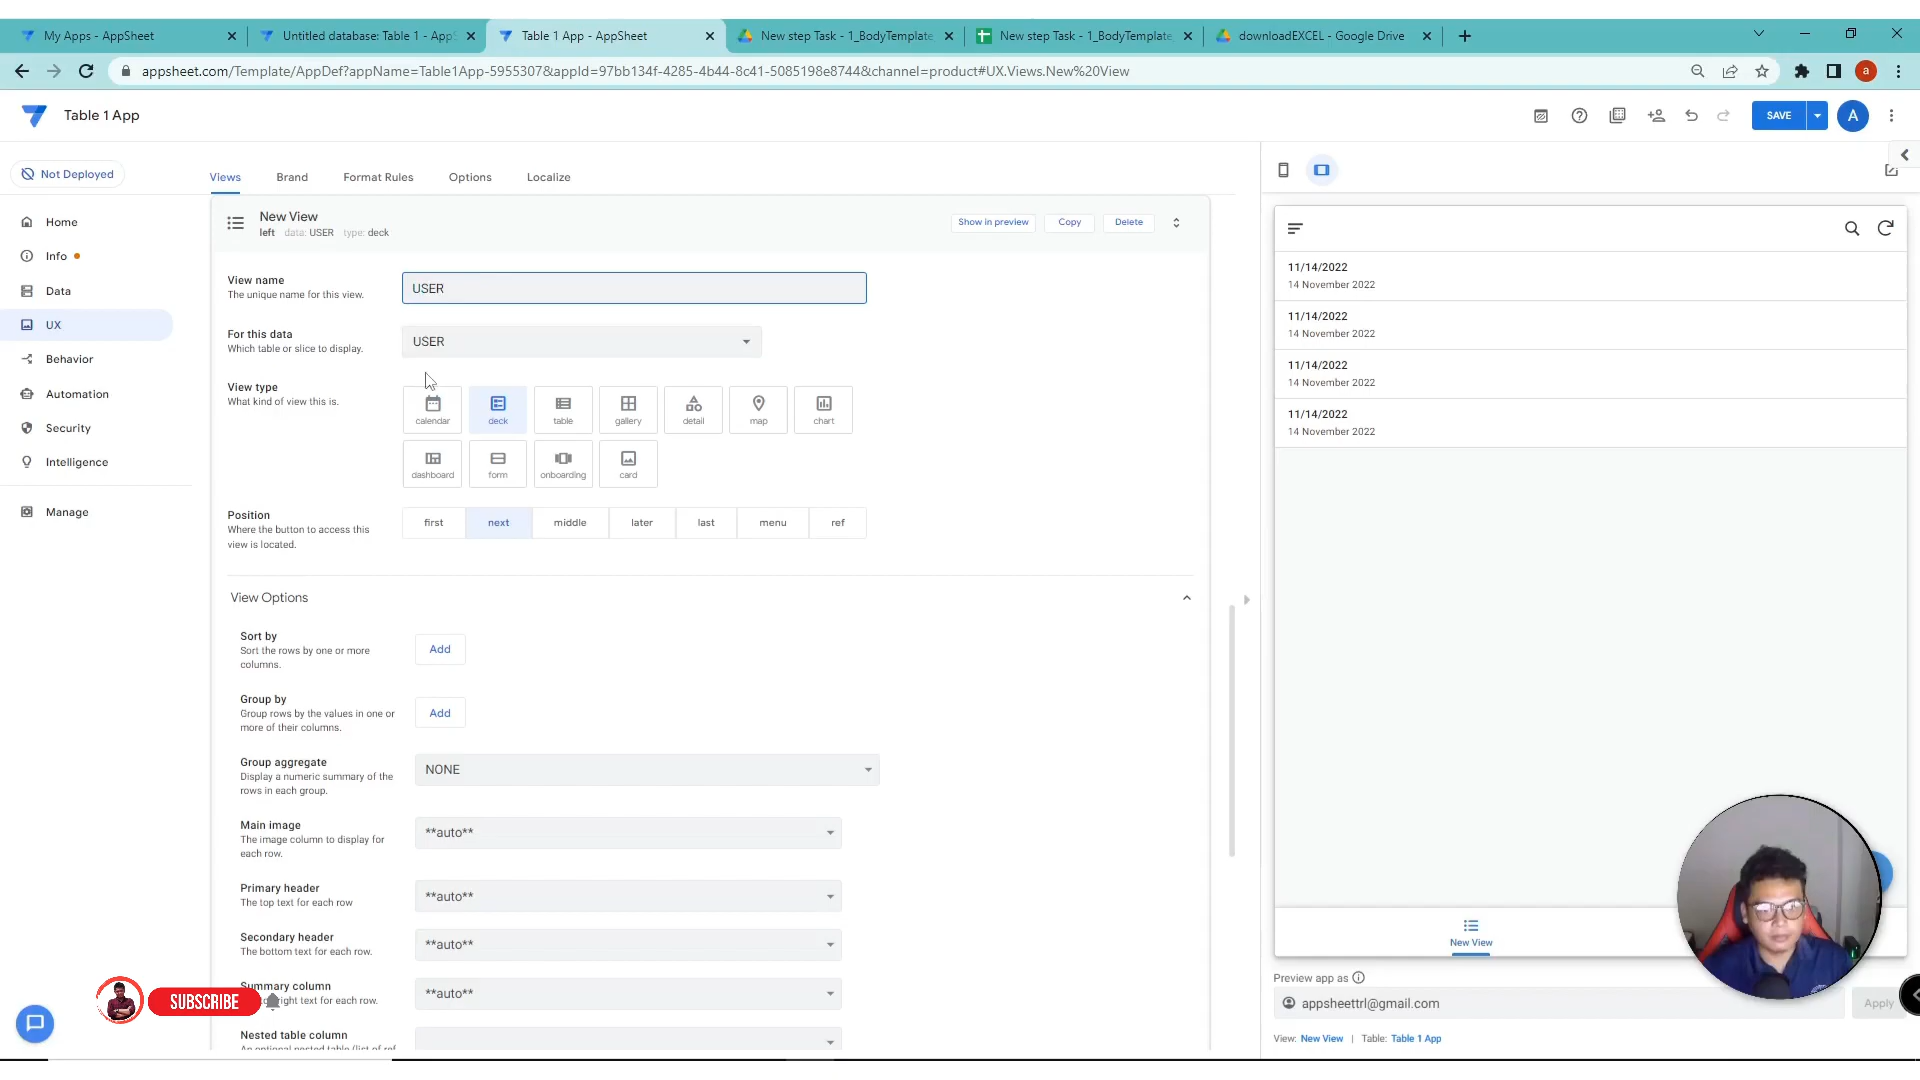 My Apps - AppSheet
Untitled database: Table 1 - AppS
Table 1 App - AppSheet
New step Task - 1_BodyTemplate
New step Task - 1_BodyTemplate
downloadEXCEL - Google Drive
appsheet.com/Template/AppDef?appName=Table1App-5955307&appId=97bb134f-4285-4b44-8c41-5085198e8744&channel=product#UX.Views.New%20View
a
Table 1 App
SAVE
A
Not Deployed
Views
Brand
Format Rules
Options
Localize
Home
Info
Data
UX
Behavior
Automation
Security
Intelligence
Manage
New View
left data: USER type: deck
Show in preview
Copy
Delete
View name
The unique name for this view.
USER
For this data
Which table or slice to display.
USER
View type
What kind of view this is.
calendar
deck
table
gallery
detail
map
chart
dashboard
form
onboarding
card
Position
Where the button to access this
view is located.
first
next
middle
later
last
menu
ref
View Options
Sort by
Sort the rows by one or more
columns.
Add
Group by
Group rows by the values in one or
more of their columns.
Add
Group aggregate
Display a numeric summary of the
rows in each group.
NONE
Main image
The image column to display for
each row.
**auto**
Primary header
The top text for each row
**auto**
Secondary header
The bottom text for each row.
**auto**
Summary column
right text for each row.
**auto**
Nested table column
An optional nested table (list of ref
SUBSCRIBE
11/14/2022
14 November 2022
11/14/2022
14 November 2022
11/14/2022
14 November 2022
11/14/2022
14 November 2022
New View
Preview app as
appsheettrl@gmail.com
Apply
View: New View | Table: Table 1 App